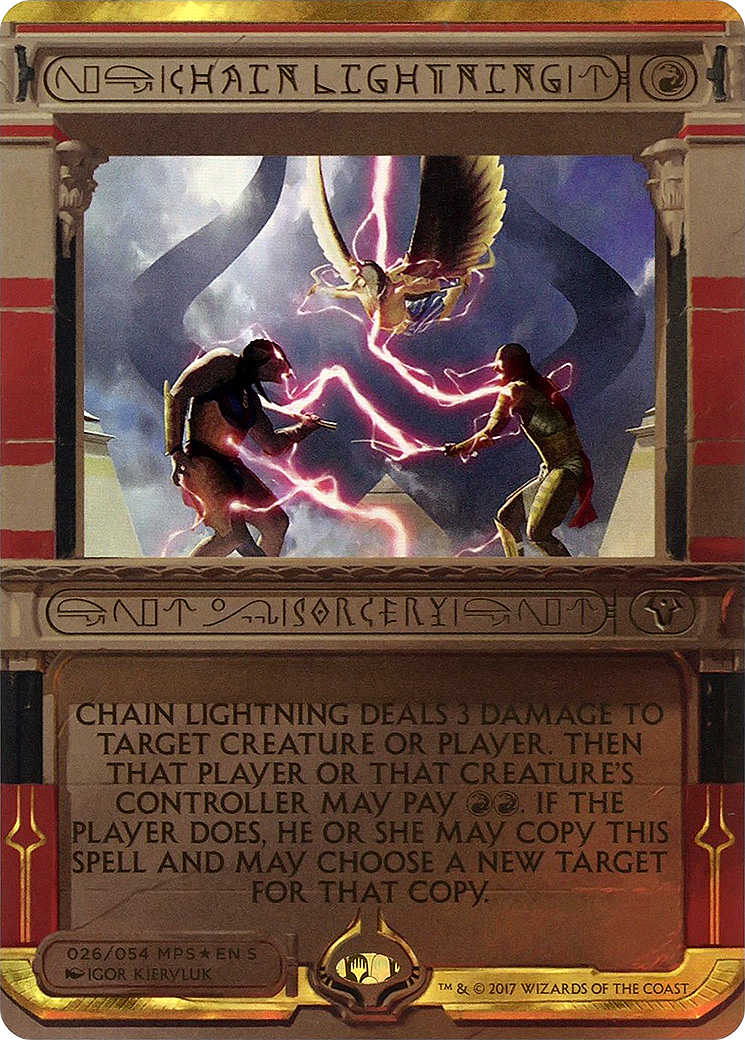 CHAIN LIGHTNING
SORCERY
CHAIN LIGHTNING DEALS 3 DAMAGE TO
TARGET CREATURE OR PLAYER. THEN
THAT PLAYER OR THAT CREATURE'S
CONTROLLER MAY PAY . IF THE
PLAYER DOES, HE OR SHE MAY COPY THIS
SPELL AND MAY CHOOSE A NEW TARGET
FOR THAT COPY.
026/054 MPS★EN S
IGOR KIERYLUK
™ & © 2017 WIZARDS OF THE COAST